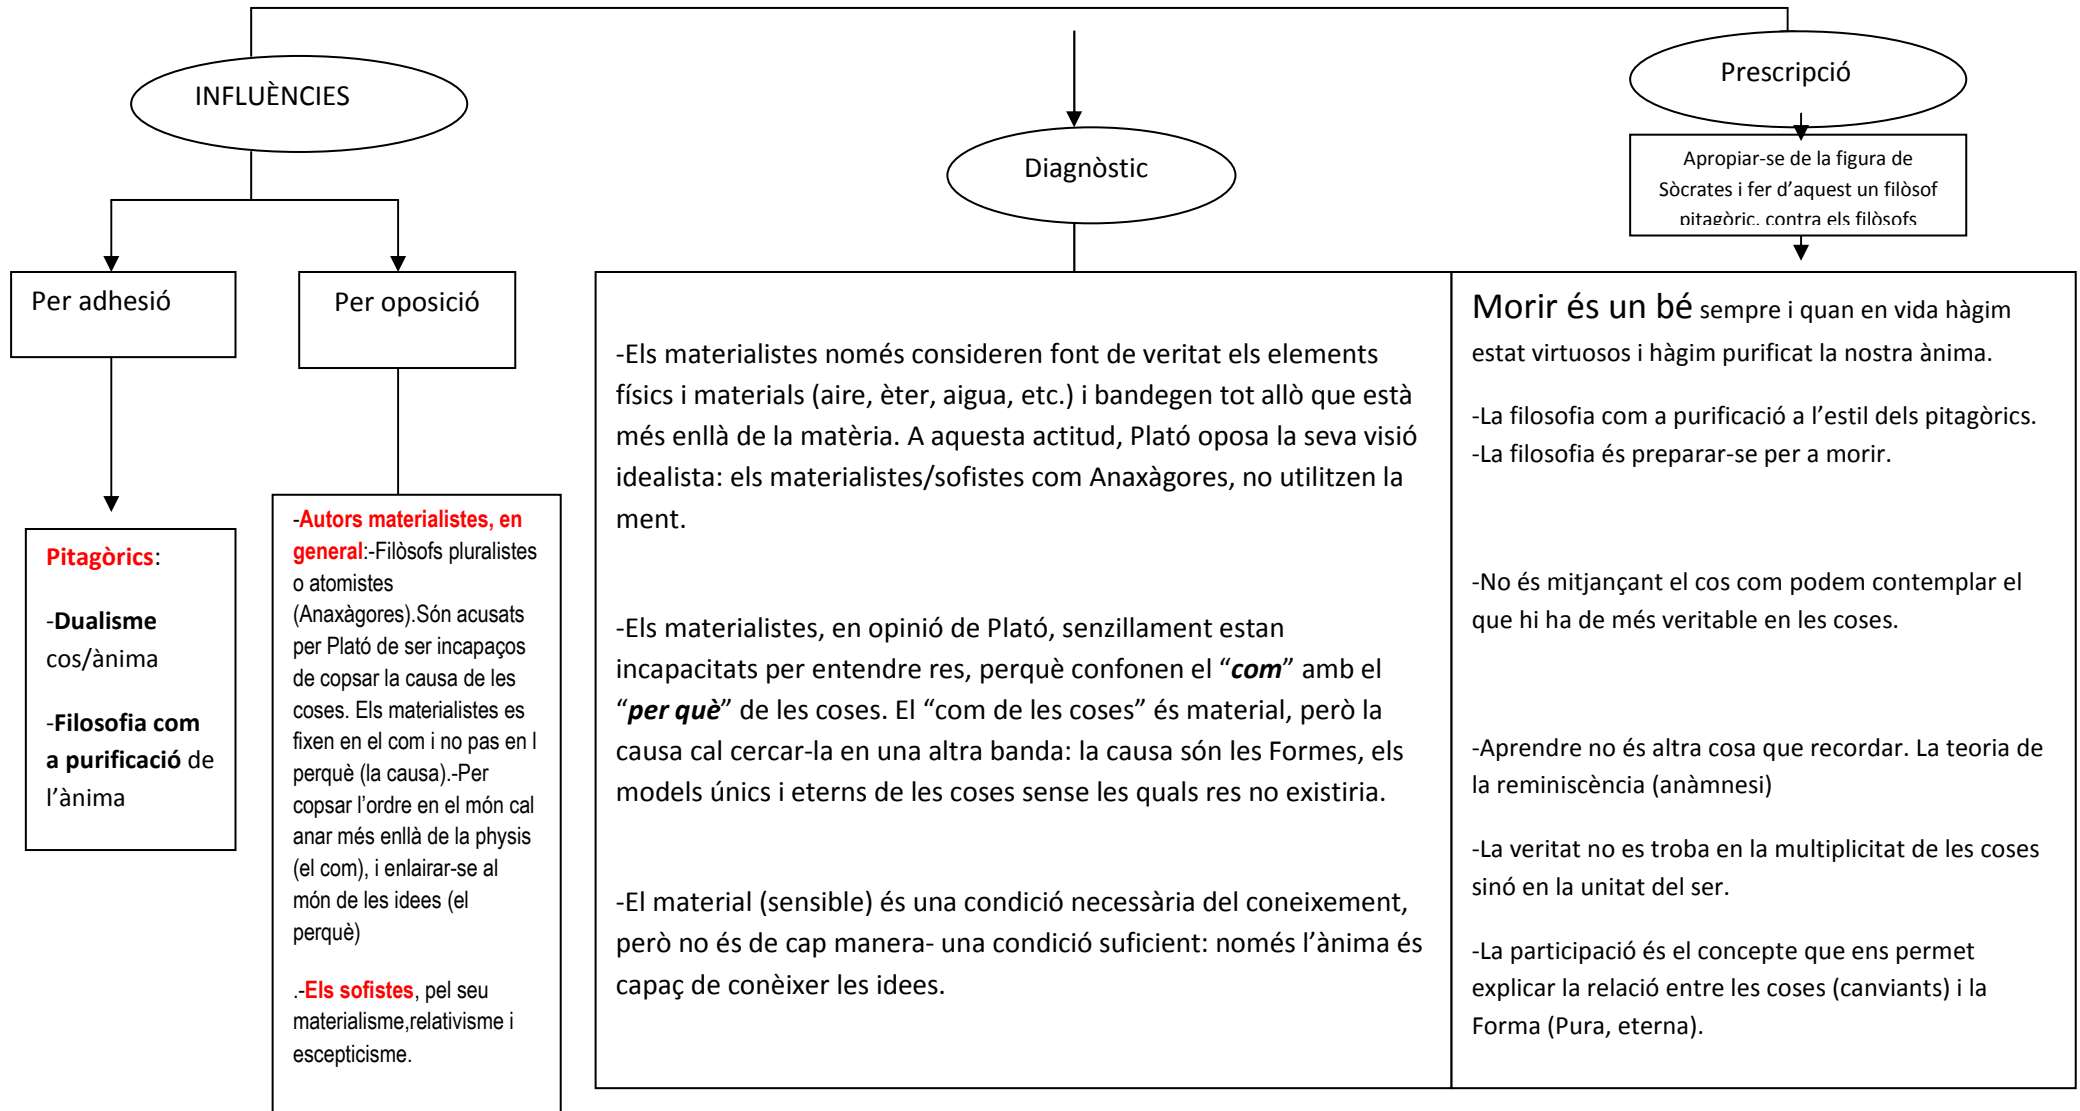 INFLUÈNCIES
Per adhesió
Pitagòrics:
-Dualisme
cos/ànima
-Filosofia com
a purificació de
l’ànima
Per oposició
-Autors materialistes, en
general:-Filòsofs pluralistes
o atomistes
(Anaxàgores).Són acusats
per Plató de ser incapaços
de copsar la causa de les
coses. Els materialistes es
fixen en el com i no pas en l
perquè (la causa).-Per
copsar l’ordre en el món cal
anar més enllà de la physis
(el com), i enlairar-se al
món de les idees (el
perquè)
.-Els sofistes, pel seu
materialisme,relativisme i
escepticisme.
Diagnòstic
-Els materialistes només consideren font de veritat els elements
físics i materials (aire, èter, aigua, etc.) i bandegen tot allò que està
més enllà de la matèria. A aquesta actitud, Plató oposa la seva visió
idealista: els materialistes/sofistes com Anaxàgores, no utilitzen la
ment.
-Els materialistes, en opinió de Plató, senzillament estan
incapacitats per entendre res, perquè confonen el “com” amb el
“per què” de les coses. El “com de les coses” és material, però la
causa cal cercar-la en una altra banda: la causa són les Formes, els
models únics i eterns de les coses sense les quals res no existiria.
-El material (sensible) és una condició necessària del coneixement,
però no és de cap manera- una condició suficient: només l’ànima és
capaç de conèixer les idees.
Prescripció
Apropiar-se de la figura de
Sòcrates i fer d’aquest un filòsof
pitagòric, contra els filòsofs
Morir és un bé sempre i quan en vida hàgim
estat virtuosos i hàgim purificat la nostra ànima.
-La filosofia com a purificació a l’estil dels pitagòrics.
-La filosofia és preparar-se per a morir.
-No és mitjançant el cos com podem contemplar el
que hi ha de més veritable en les coses.
-Aprendre no és altra cosa que recordar. La teoria de
la reminiscència (anàmnesi)
-La veritat no es troba en la multiplicitat de les coses
sinó en la unitat del ser.
-La participació és el concepte que ens permet
explicar la relació entre les coses (canviants) i la
Forma (Pura, eterna).